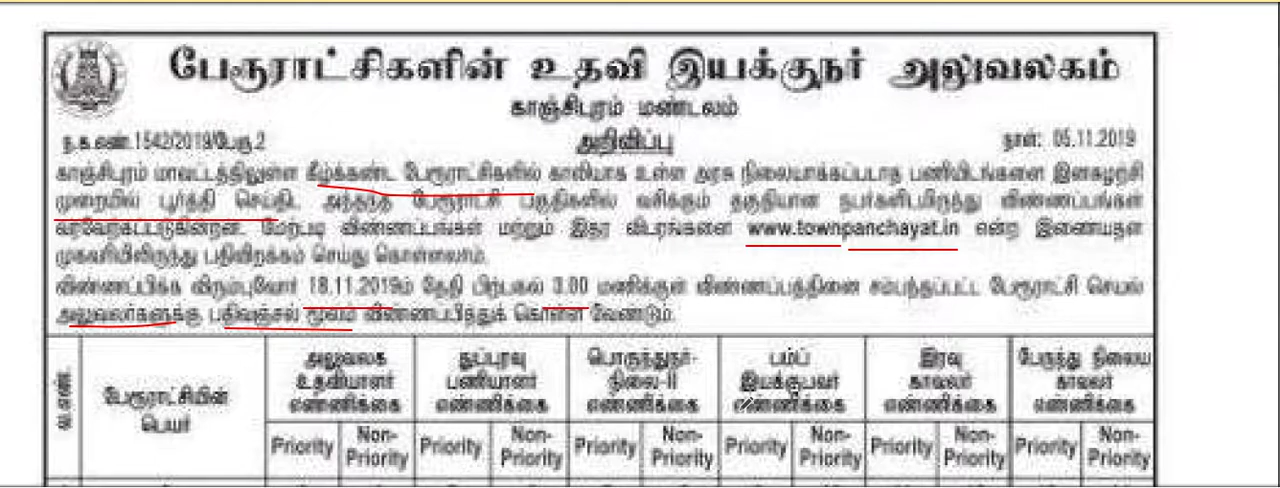 பேரூராட்சிகளின் உதவி இயக்குநர் அலுவலகம்
காஞ்சிபுரம் மண்டலம்
ந.க.எண்.1542/2019/பேரு.2 அறிவிப்பு நாள்: 05.11.2019
காஞ்சிபுரம் மாவட்டத்திலுள்ள கீழ்க்கண்ட பேரூராட்சிகளில் காலியாக உள்ள அரசு நிலையாக்கப்படாத பணியிடங்களை இனசுழற்சி
முறையில் பூர்த்தி செய்திட அந்தந்த பேரூராட்சி பகுதிகளில் வசிக்கும் தகுதியான நபர்களிடமிருந்து விண்ணப்பங்கள்
வரவேற்கப்படுகின்றன. மேற்படி விண்ணப்பங்கள் மற்றும் இதர விபரங்களை www.townpanchayat.in என்ற இணையதள
முகவரியிலிருந்து பதிவிறக்கம் செய்து கொள்ளலாம்.
விண்ணப்பிக்க விரும்புவோர் 18.11.2019ம் தேதி பிற்பகல் 3.00 மணிக்குள் விண்ணப்பத்தினை சம்பந்தப்பட்ட பேரூராட்சி செயல்
அலுவலர்களுக்கு பதிவஞ்சல் மூலம் விண்ணப்பித்துக் கொள்ள வேண்டும்.
வ.எண். பேரூராட்சியின் பெயர்
அலுவலக துப்புரவு பொருத்துநர்- பம்ப் இரவு பேருந்து நிலைய
உதவியாளர் பணியாளர் நிலை-II இயக்குபவர் காவலர் காவலர்
எண்ணிக்கை எண்ணிக்கை எண்ணிக்கை எண்ணிக்கை எண்ணிக்கை எண்ணிக்கை
Priority Non-Priority Priority Non-Priority Priority Non-Priority Priority Non-Priority Priority Non-Priority Priority Non-Priority